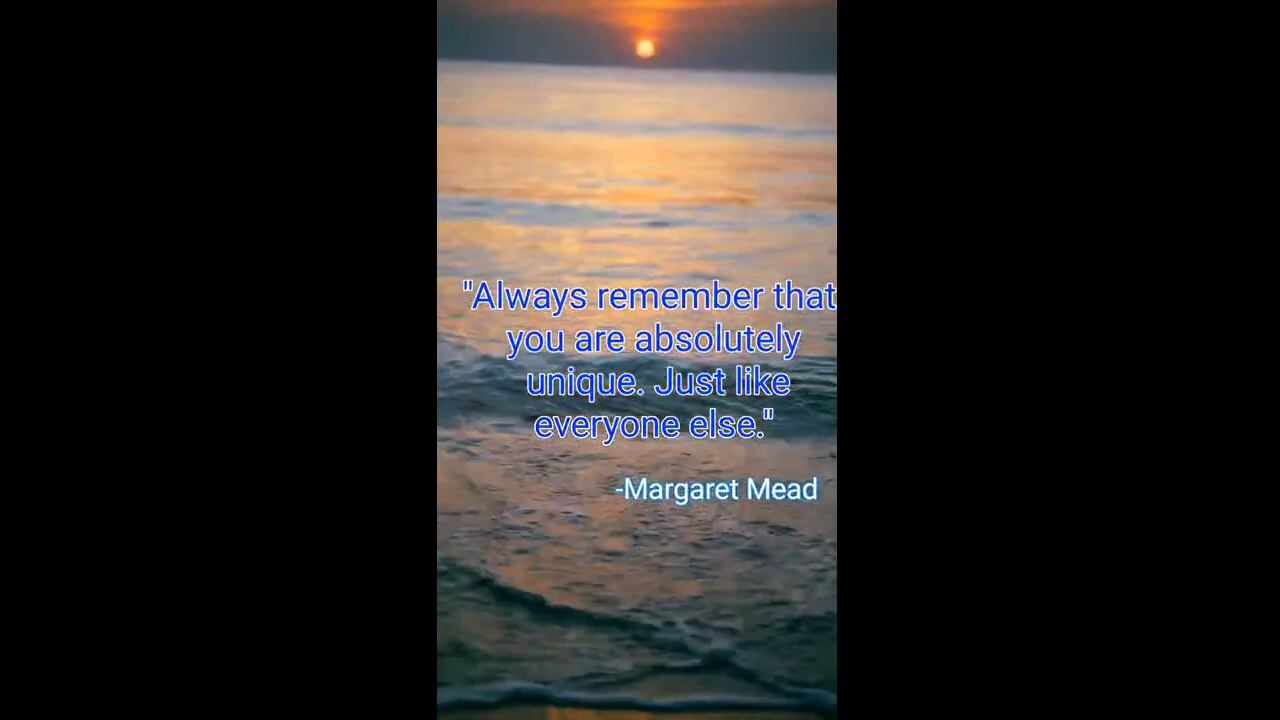 "Always remember that
you are absolutely
unique. Just like
everyone else."
-Margaret Mead